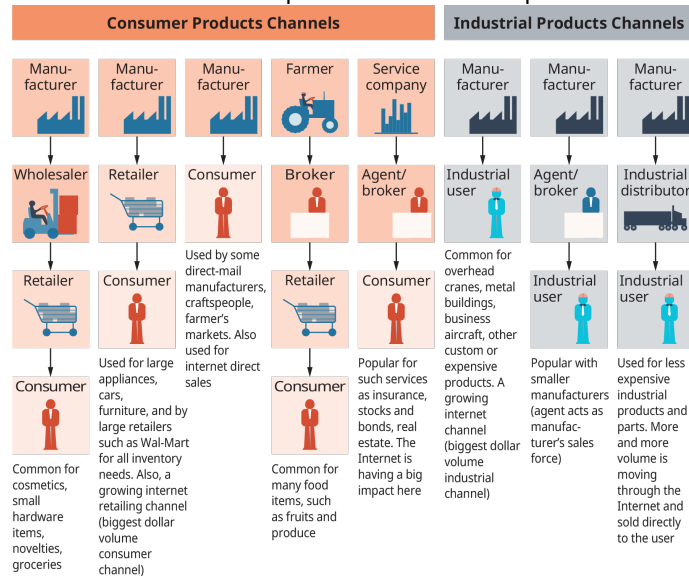 Consumer Products Channels
Industrial Products Channels
Manu-
facturer
Wholesaler
Retailer
Consumer
Common for
cosmetics,
small
hardware
items,
novelties,
groceries
Manu-
facturer
Retailer
Consumer
Used for large
appliances,
cars,
furniture, and by
large retailers
such as Wal-Mart
for all inventory
needs. Also, a
growing internet
retailing channel
(biggest dollar
volume
consumer
channel)
Manu-
facturer
Consumer
Used by some
direct-mail
manufacturers,
craftspeople,
farmer's
markets. Also
used for
internet direct
sales
Farmer
Broker
Retailer
Consumer
Common for
many food
items, such
as fruits and
produce
Service
company
Agent/
broker
Consumer
Popular for
such services
as insurance,
stocks and
bonds, real
estate. The
Internet is
having a big
impact here
Manu-
facturer
Industrial
user
Common for
overhead
cranes, metal
buildings,
business
aircraft, other
custom or
expensive
products. A
growing
internet
channel
(biggest dollar
volume
industrial
channel)
Manu-
facturer
Agent/
broker
Industrial
user
Popular with
smaller
manufacturers
(agent acts as
manufac-
turer's sales
force)
Manu-
facturer
Industrial
distributor
Industrial
user
Used for less
expensive
industrial
products and
parts. More
and more
volume is
moving
through the
Internet and
sold directly
to the user